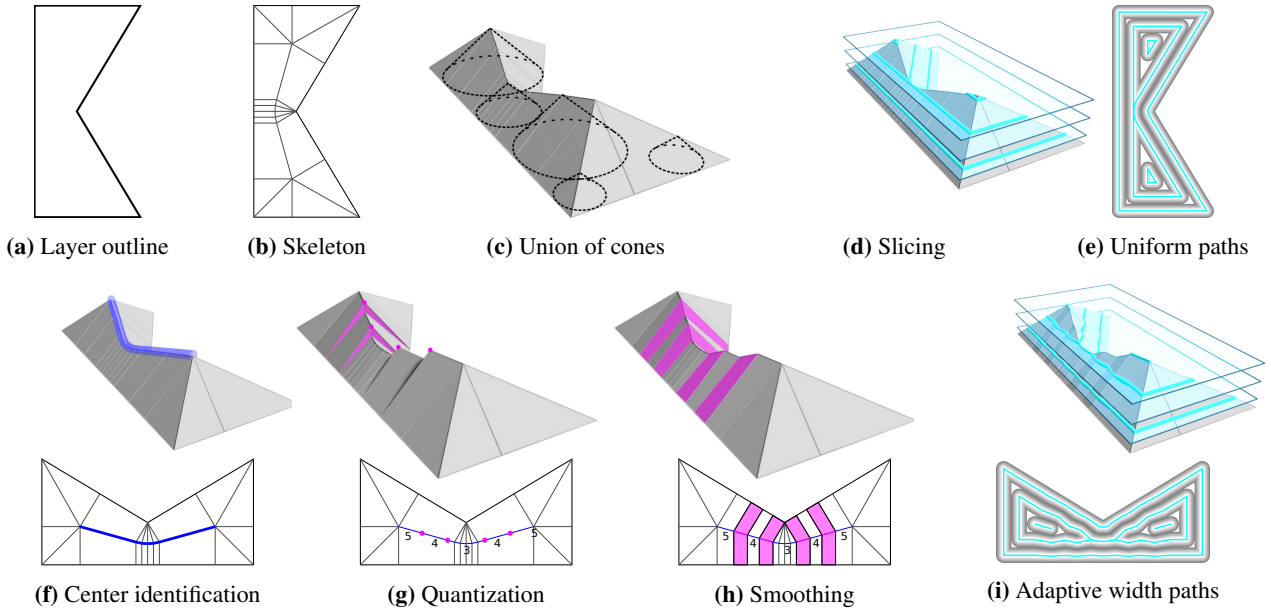 (a) Layer outline
(b) Skeleton
(c) Union of cones
(d) Slicing
(e) Uniform paths
5 4 3 4 5
5 4 3 4 5
(f) Center identification
(g) Quantization
(h) Smoothing
(i) Adaptive width paths